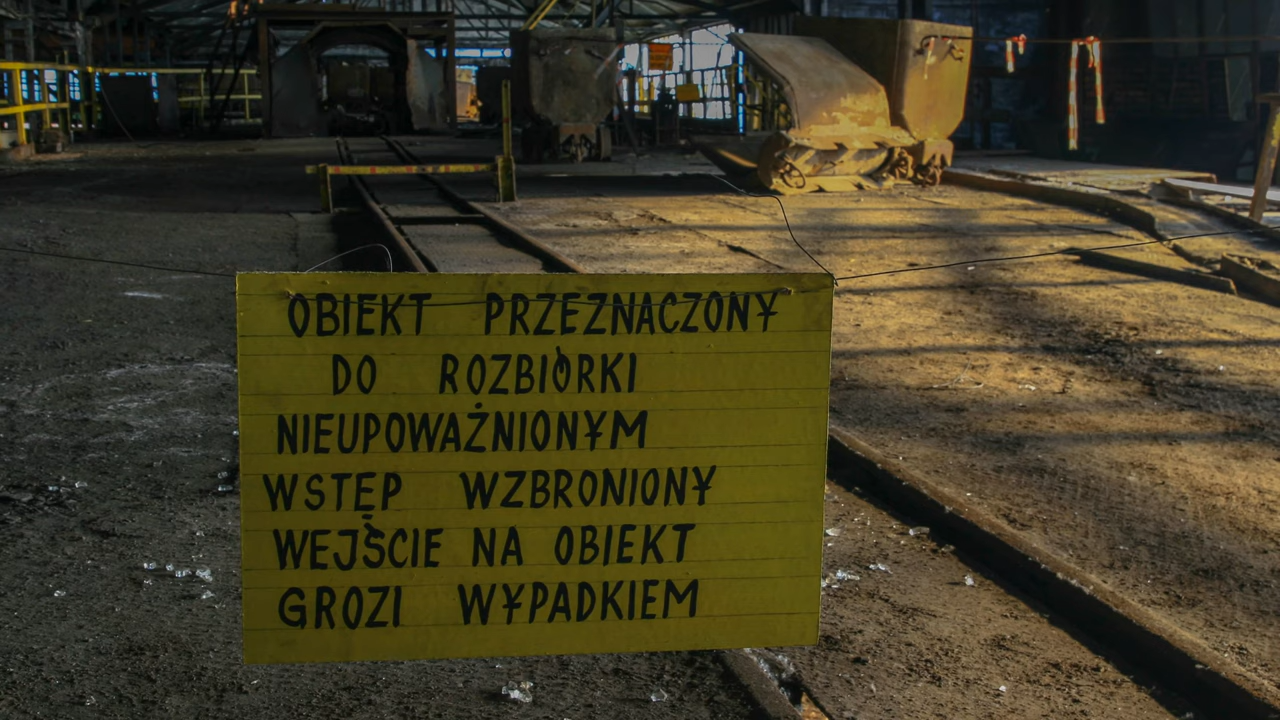 OBIEKT PRZEZNACZONY
DO ROZBIÓRKI
NIEUPOWAŻNIONYM
WSTĘP WZBRONIONY
WEJŚCIE NA OBIEKT
GROZI WYPADKIEM